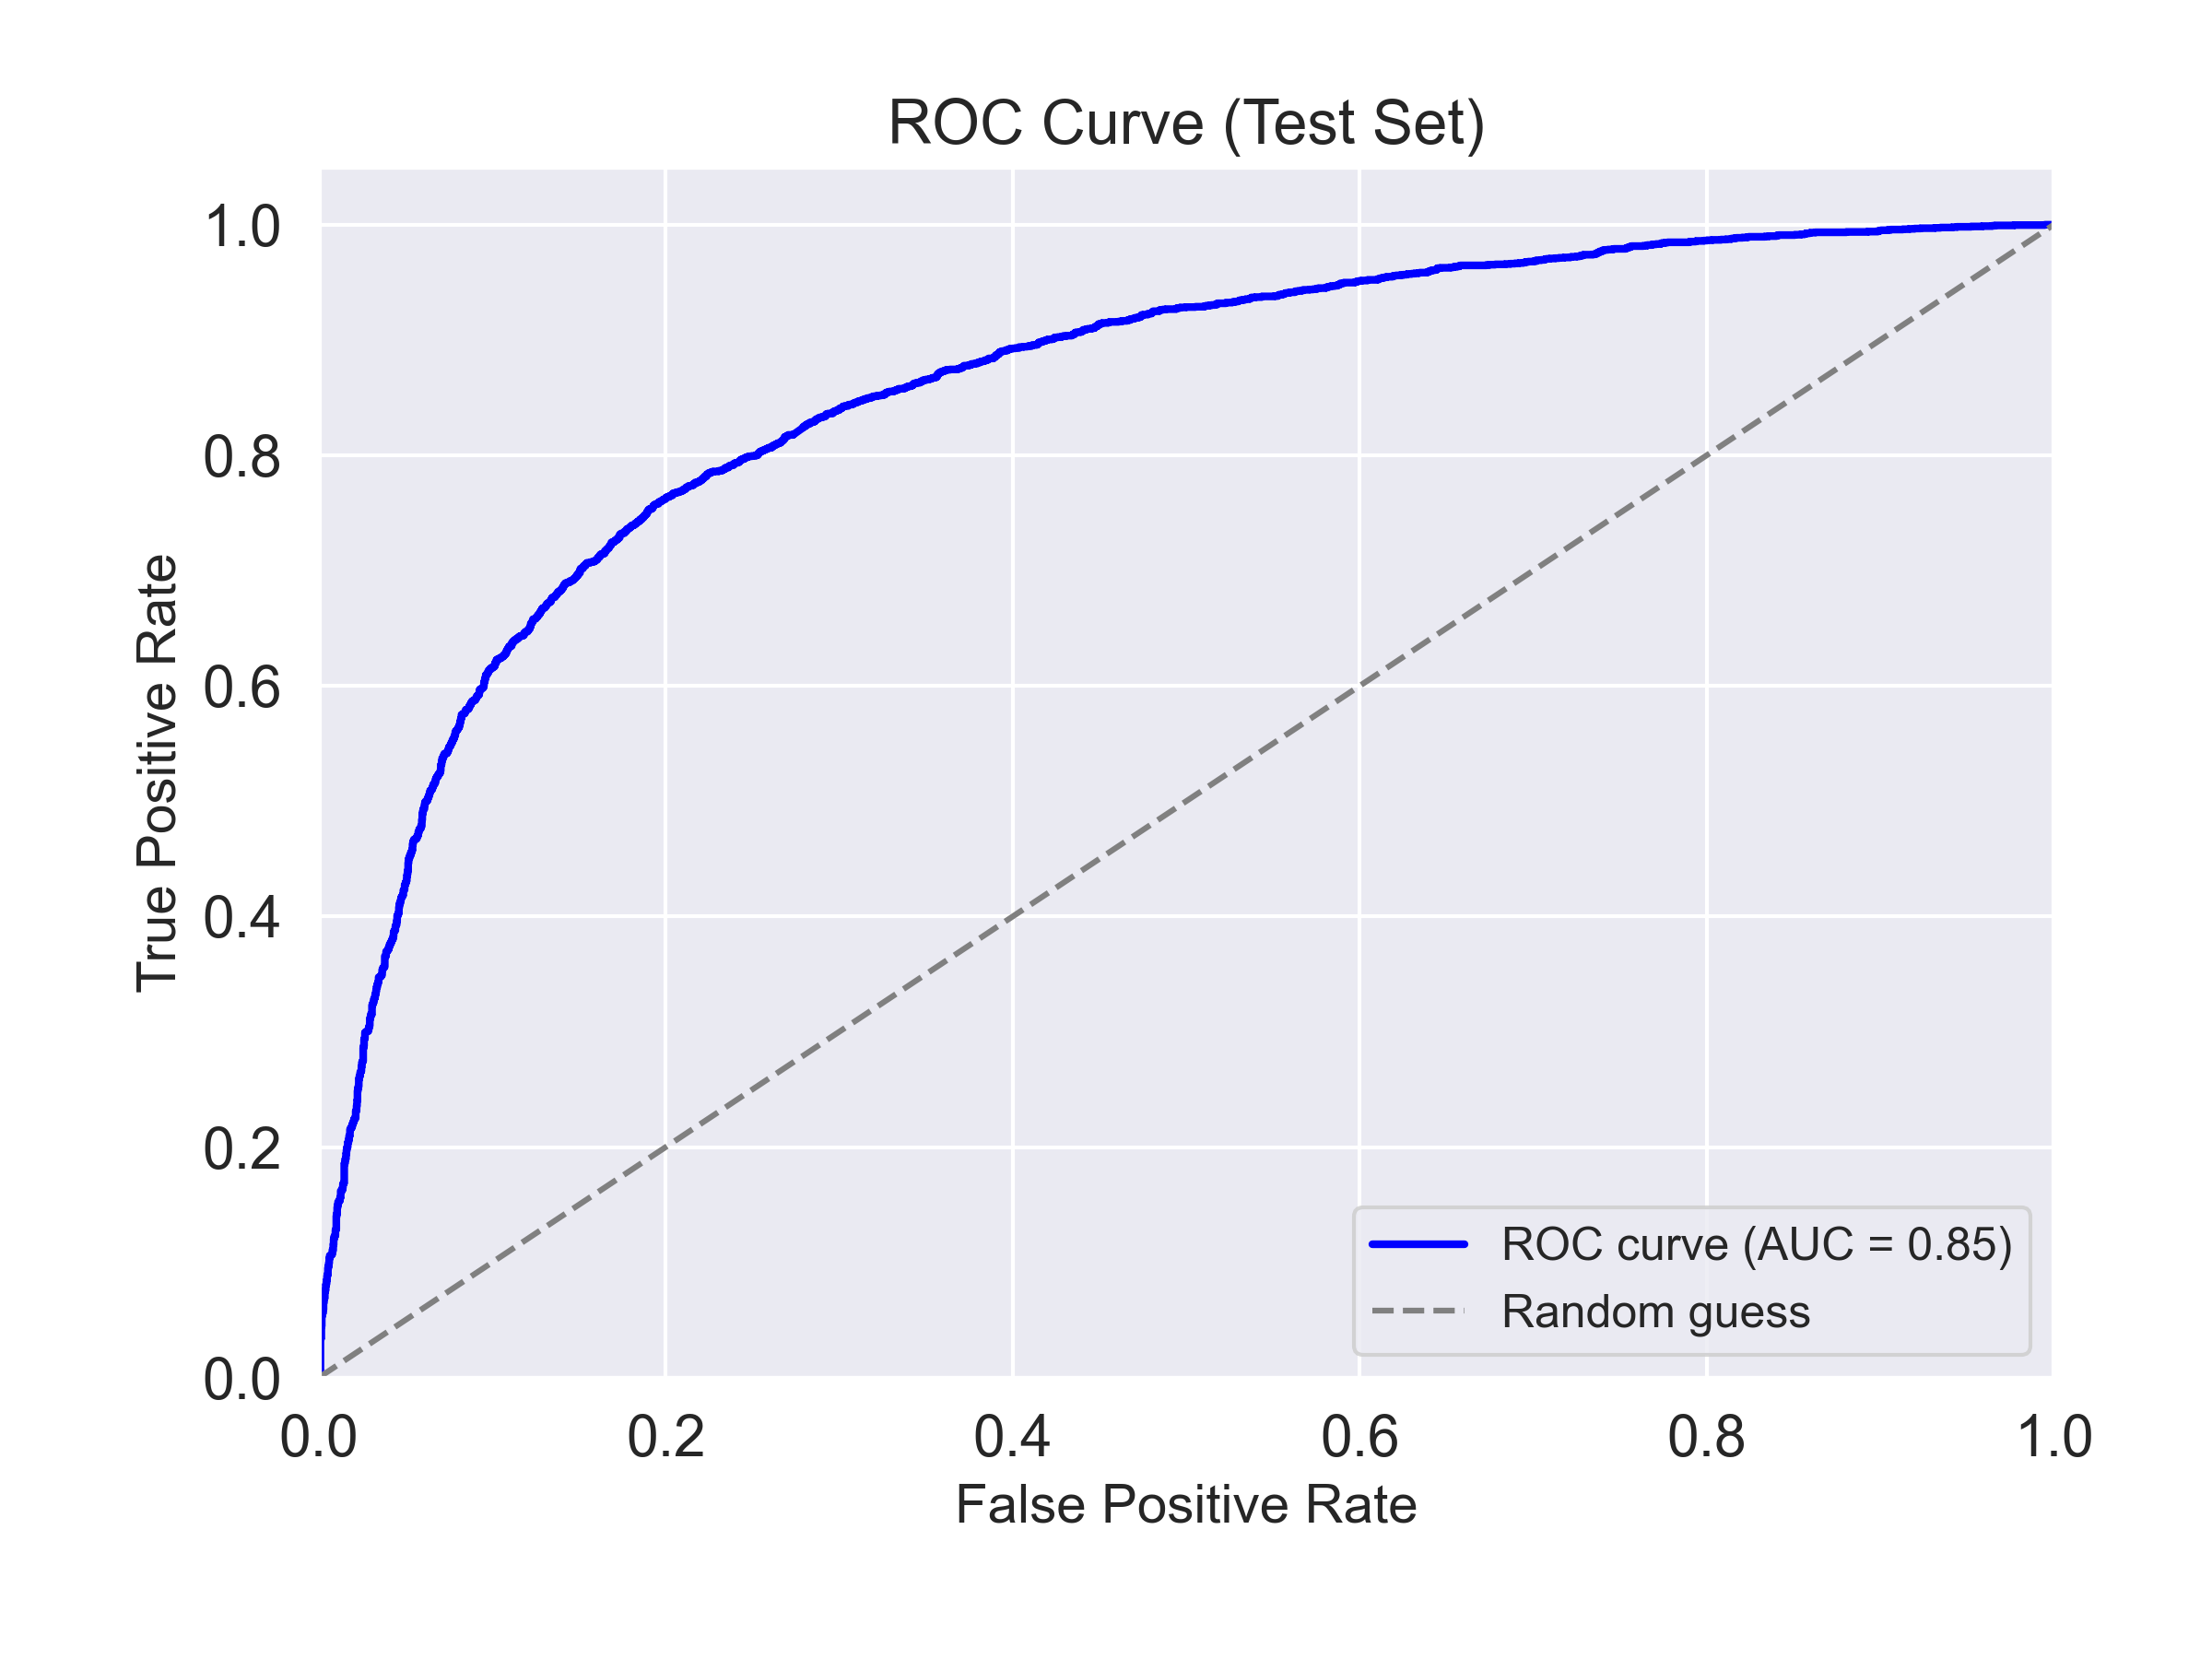 ROC Curve (Test Set)
1.0
0.8
0.6
0.4
0.2
0.0
True Positive Rate
ROC curve (AUC = 0.85)
Random guess
0.0 0.2 0.4 0.6 0.8 1.0
False Positive Rate